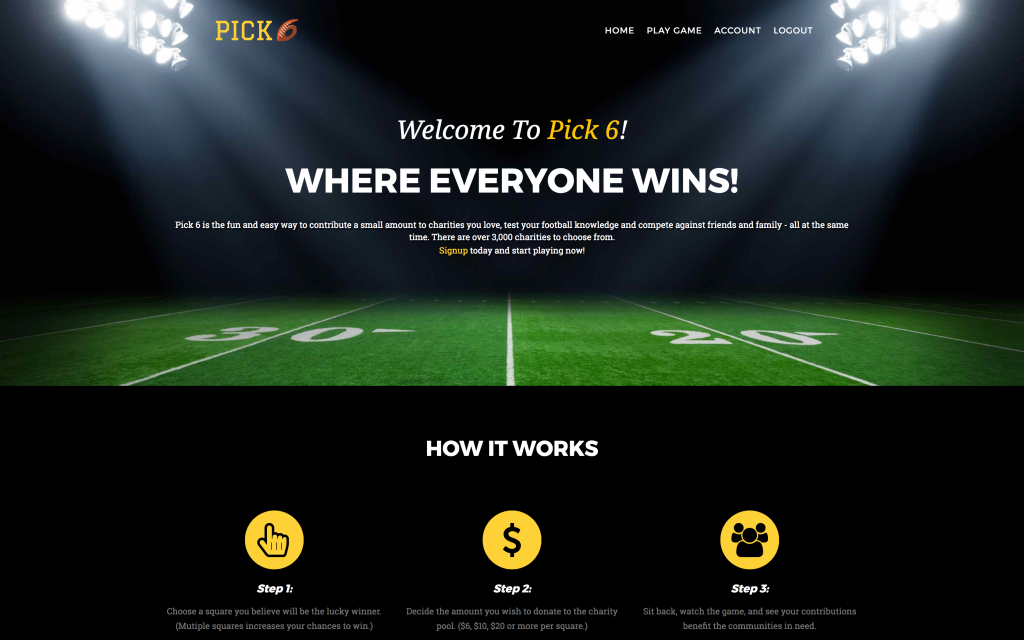 PICK 6
HOME PLAY GAME ACCOUNT LOGOUT
Welcome To Pick 6!
WHERE EVERYONE WINS!
Pick 6 is the fun and easy way to contribute a small amount to charities you love, test your football knowledge and compete against friends and family - all at the same
time. There are over 3,000 charities to choose from.
Signup today and start playing now!
30 20
HOW IT WORKS
$
Step 1: Step 2: Step 3:
Choose a square you believe will be the lucky winner.
(Mutiple squares increases your chances to win.)
Decide the amount you wish to donate to the charity
pool. ($6, $10, $20 or more per square.)
Sit back, watch the game, and see your contributions
benefit the communities in need.